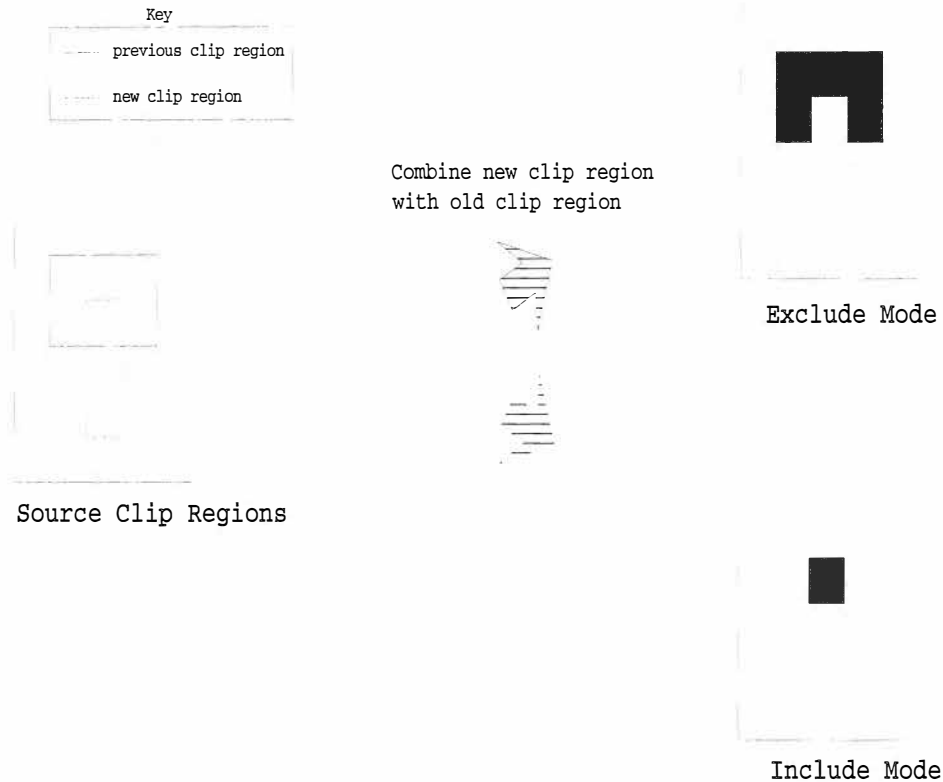 Key
previous clip region
new clip region
Combine new clip region
with old clip region
Exclude Mode
Source Clip Regions
Include Mode